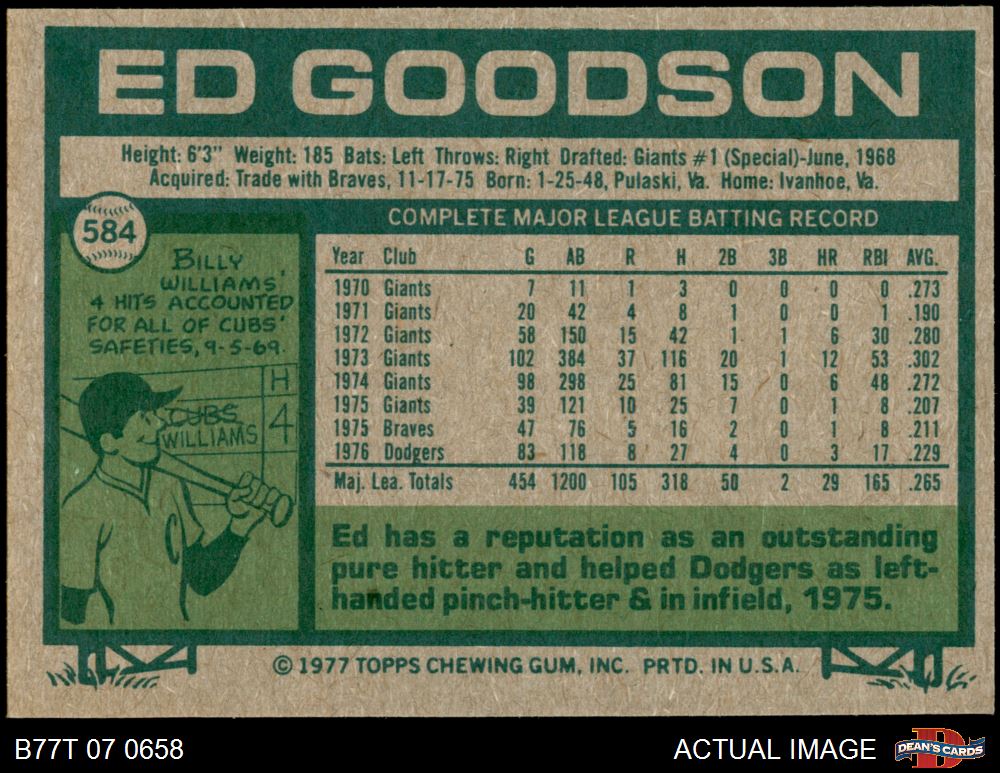 ED GOODSON
Height: 6'3" Weight: 185 Bats: Left Throws: Right Drafted: Giants #1 (Special)-June, 1968
Acquired: Trade with Braves, 11-17-75 Born: 1-25-48, Pulaski, Va. Home: Ivanhoe, Va.
584
BILLY
WILLIAMS'
4 HITS ACCOUNTED
FOR ALL OF CUBS'
SAFETIES, 9-5-69.
H
CUBS
WILLIAMS 4
COMPLETE MAJOR LEAGUE BATTING RECORD
Year Club G AB R H 2B 3B HR RBI AVG.
1970 Giants 7 11 1 3 0 0 0 0 .273
1971 Giants 20 42 4 8 1 0 0 1 .190
1972 Giants 58 150 15 42 1 1 6 30 .280
1973 Giants 102 384 37 116 20 1 12 53 .302
1974 Giants 98 298 25 81 15 0 6 48 .272
1975 Giants 39 121 10 25 7 0 1 8 .207
1975 Braves 47 76 5 16 2 0 1 8 .211
1976 Dodgers 83 118 8 27 4 0 3 17 .229
Maj. Lea. Totals 454 1200 105 318 50 2 29 165 .265
Ed has a reputation as an outstanding
pure hitter and helped Dodgers as left-
handed pinch-hitter & in infield, 1975.
© 1977 TOPPS CHEWING GUM, INC. PRTD. IN U.S.A.
B77T 07 0658
ACTUAL IMAGE
D
DEAN'S CARDS